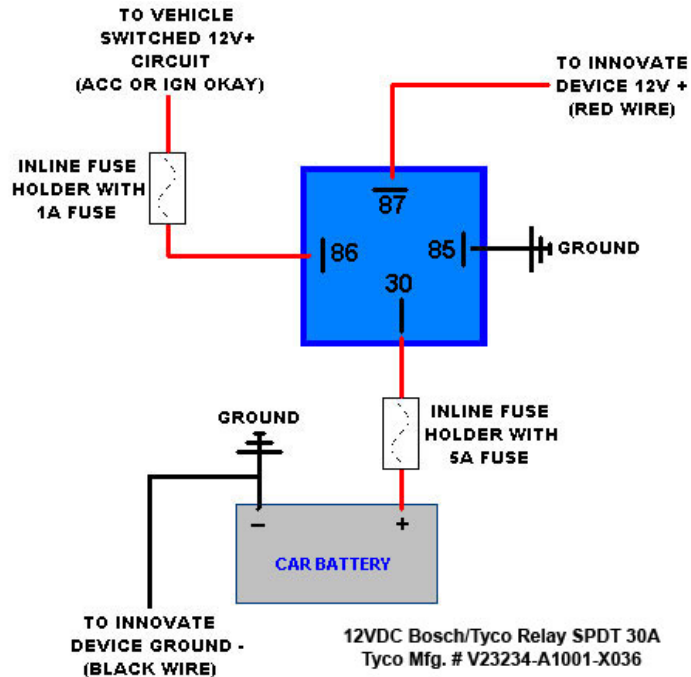 TO VEHICLE
SWITCHED 12V+
CIRCUIT
(ACC OR IGN OKAY)
TO INNOVATE
DEVICE 12V +
(RED WIRE)
INLINE FUSE
HOLDER WITH
1A FUSE
87
86
85
30
GROUND
GROUND
INLINE FUSE
HOLDER WITH
5A FUSE
– +
CAR BATTERY
TO INNOVATE
DEVICE GROUND -
(BLACK WIRE)
12VDC Bosch/Tyco Relay SPDT 30A
Tyco Mfg. # V23234-A1001-X036